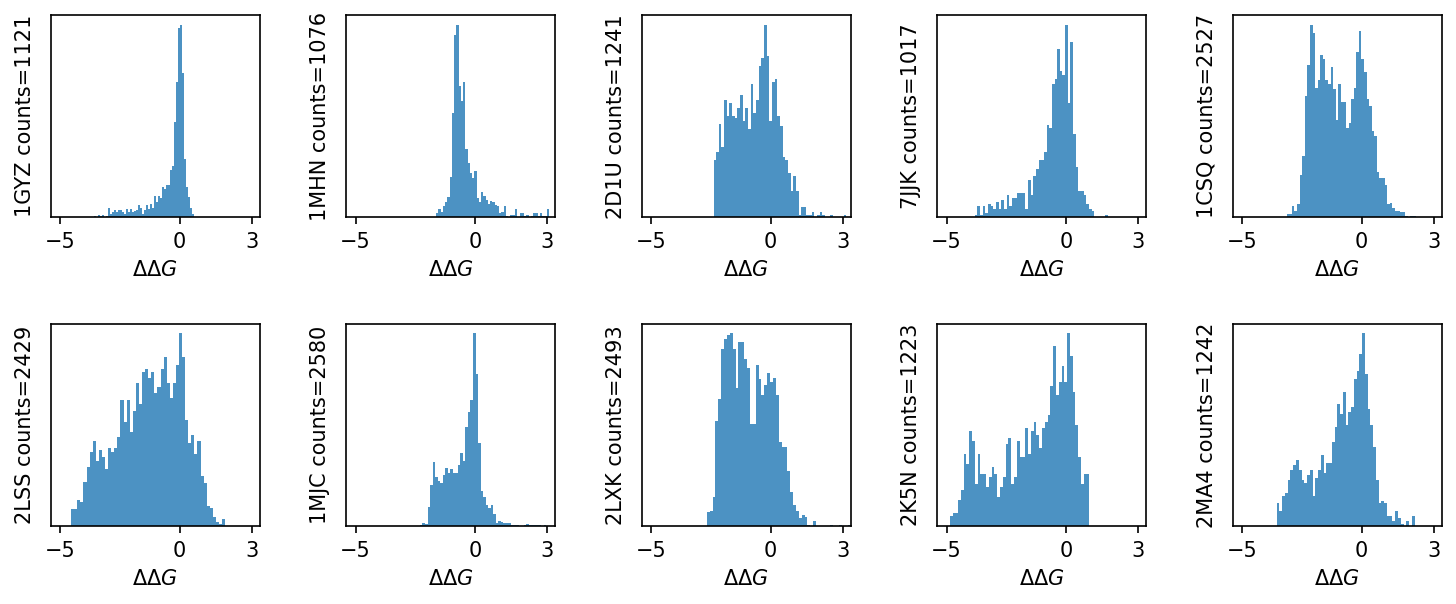 1GYZ counts=1121
−5 0 3
ΔΔG
1MHN counts=1076
−5 0 3
ΔΔG
2D1U counts=1241
−5 0 3
ΔΔG
7JJK counts=1017
−5 0 3
ΔΔG
1CSQ counts=2527
−5 0 3
ΔΔG
2LSS counts=2429
−5 0 3
ΔΔG
1MJC counts=2580
−5 0 3
ΔΔG
2LXK counts=2493
−5 0 3
ΔΔG
2K5N counts=1223
−5 0 3
ΔΔG
2MA4 counts=1242
−5 0 3
ΔΔG